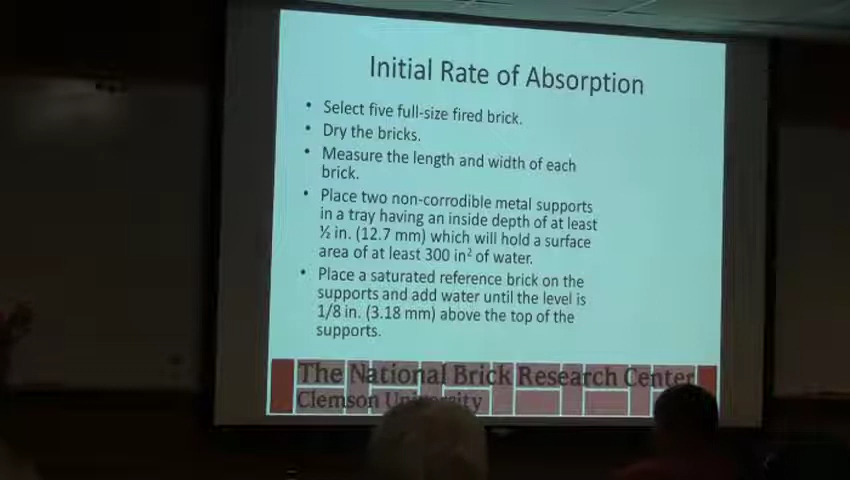 Initial Rate of Absorption
• Select five full-size fired brick.
• Dry the bricks.
• Measure the length and width of each
brick.
• Place two non-corrodible metal supports
in a tray having an inside depth of at least
½ in. (12.7 mm) which will hold a surface
area of at least 300 in² of water.
• Place a saturated reference brick on the
supports and add water until the level is
1/8 in. (3.18 mm) above the top of the
supports.
The National Brick Research Center
Clemson University